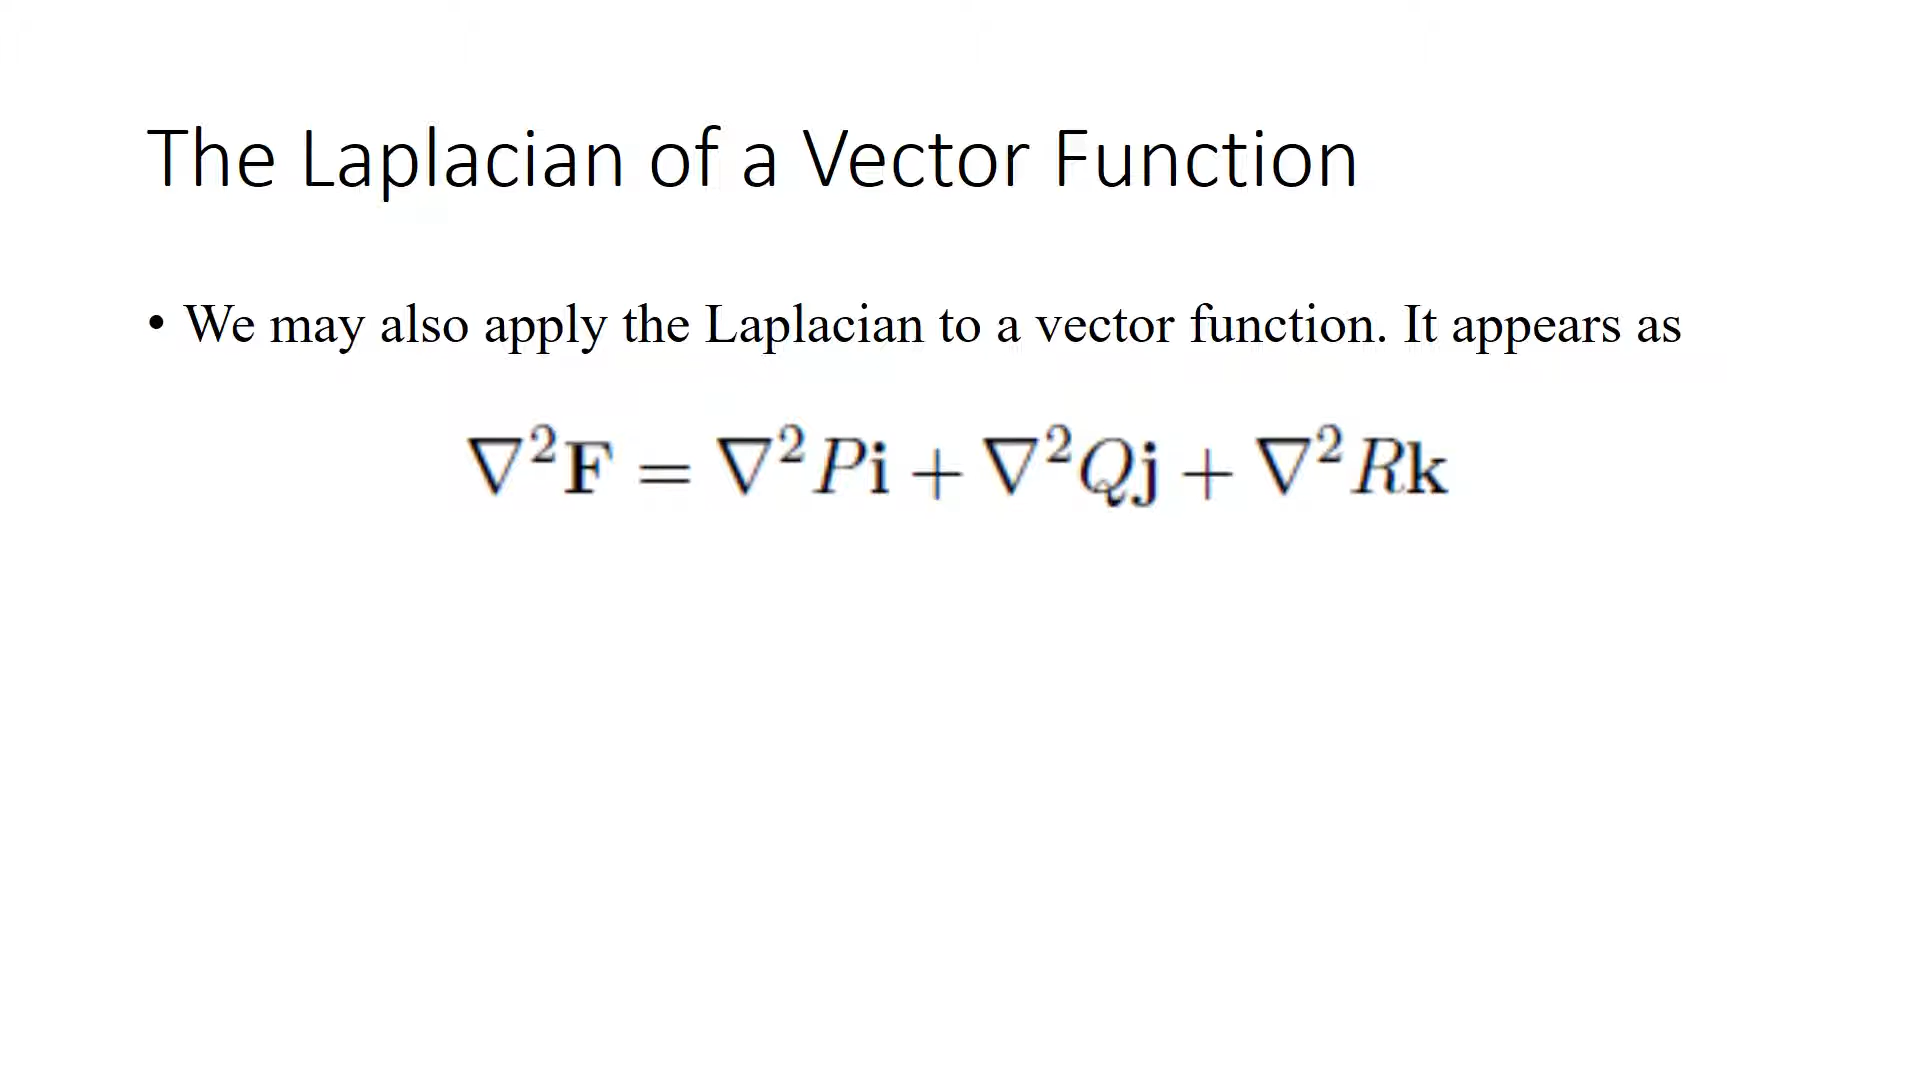 The Laplacian of a Vector Function
• We may also apply the Laplacian to a vector function. It appears as
∇²F = ∇²Pi + ∇²Qj + ∇²Rk